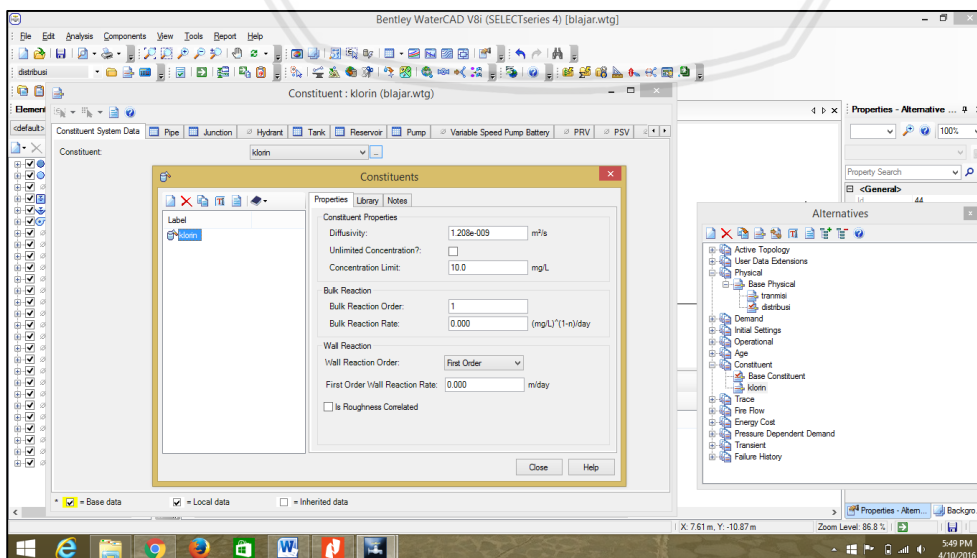 Bentley WaterCAD V8i (SELECTseries 4) [blajar.wtg]
File Edit Analysis Components View Tools Report Help
distribusi
Constituent : klorin (blajar.wtg)
Element
<default>
Constituent System Data Pipe Junction Hydrant Tank Reservoir Pump Variable Speed Pump Battery PRV PSV
Constituent: klorin
Constituents
Label
klorin
Properties Library Notes
Constituent Properties
Diffusivity: 1.208e-009 m²/s
Unlimited Concentration?:
Concentration Limit: 10.0 mg/L
Bulk Reaction
Bulk Reaction Order: 1
Bulk Reaction Rate: 0.000 (mg/L)^(1-n)/day
Wall Reaction
Wall Reaction Order: First Order
First Order Wall Reaction Rate: 0.000 m/day
Is Roughness Correlated
Close Help
* = Base data = Local data = Inherited data
Properties - Alternative ...
100%
Property Search
<General>
Id 44
Alternatives
Active Topology
User Data Extensions
Physical
Base Physical
tranmisi
distribusi
Demand
Initial Settings
Operational
Age
Constituent
Base Constituent
klorin
Trace
Fire Flow
Energy Cost
Pressure Dependent Demand
Transient
Failure History
Properties - Altern... Backgro...
X: 7.61 m, Y: -10.87 m Zoom Level: 86.8 %
5:49 PM
4/10/2016